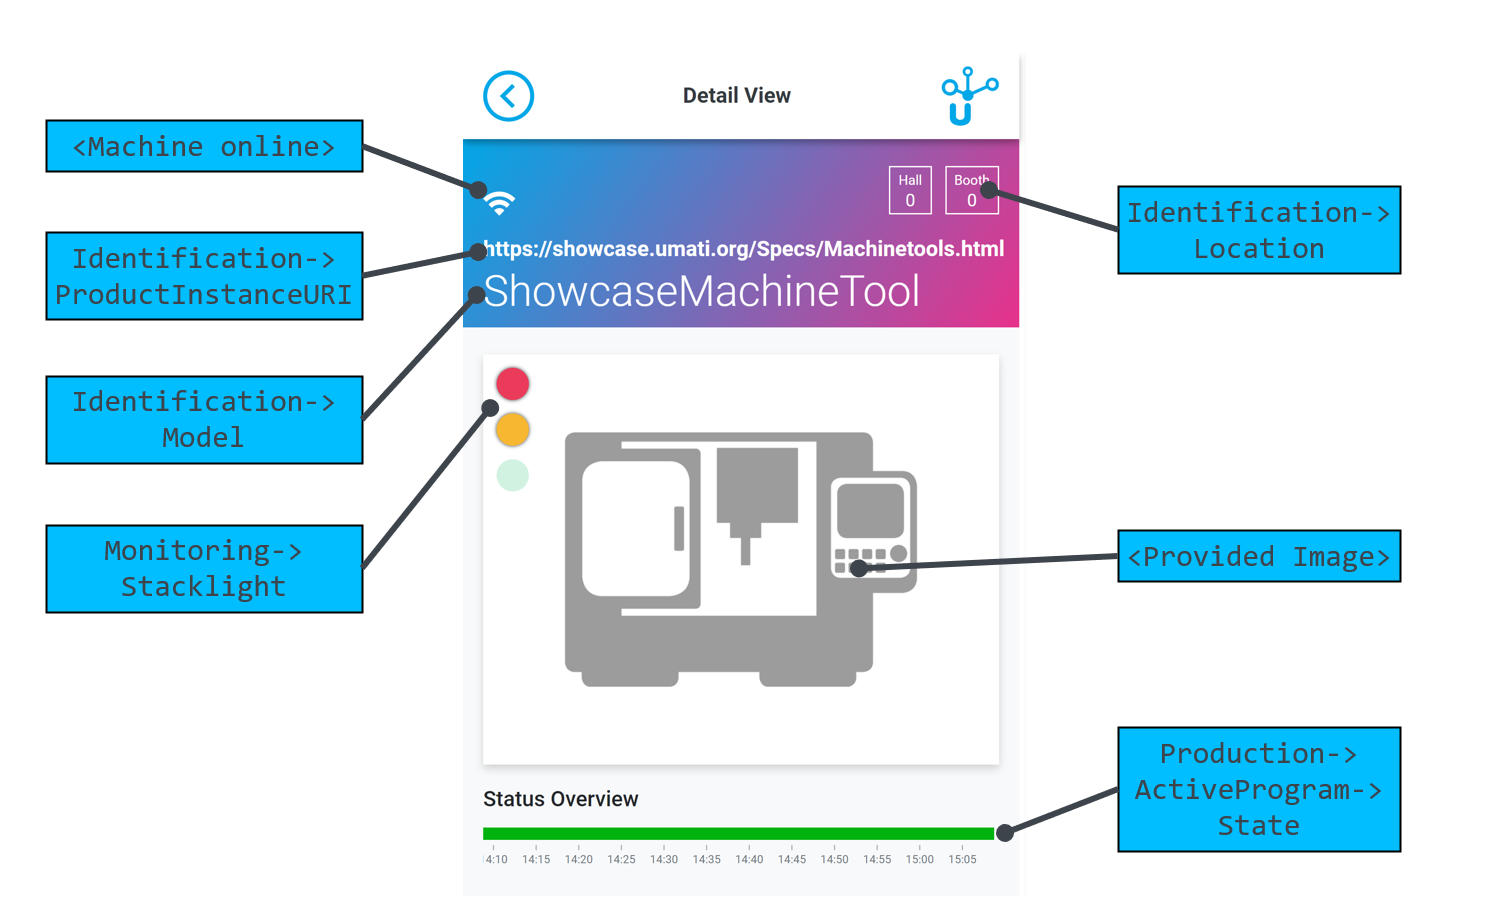 Detail View
<Machine online>
Hall
0
Booth
0
Identification->
Location
Identification->
ProductInstanceURI
https://showcase.umati.org/Specs/Machinetools.html
ShowcaseMachineTool
Identification->
Model
Monitoring->
Stacklight
<Provided Image>
Production->
ActiveProgram->
State
Status Overview
4:10 14:15 14:20 14:25 14:30 14:35 14:40 14:45 14:50 14:55 15:00 15:05